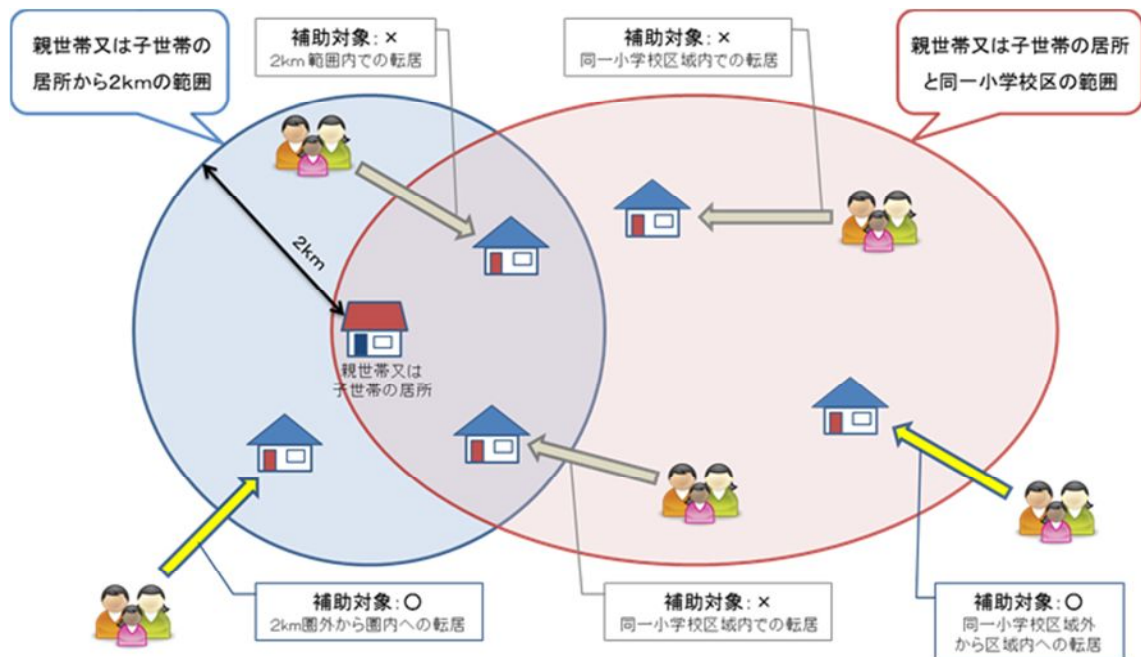 親世帯又は子世帯の
居所から2kmの範囲
補助対象：×
2km範囲内での転居
補助対象：×
同一小学校区域内での転居
親世帯又は子世帯の居所
と同一小学校区の範囲
2km
親世帯又は
子世帯の居所
補助対象：○
2km圏外から圏内への転居
補助対象：×
同一小学校区域内での転居
補助対象：○
同一小学校区域外
から区域内への転居